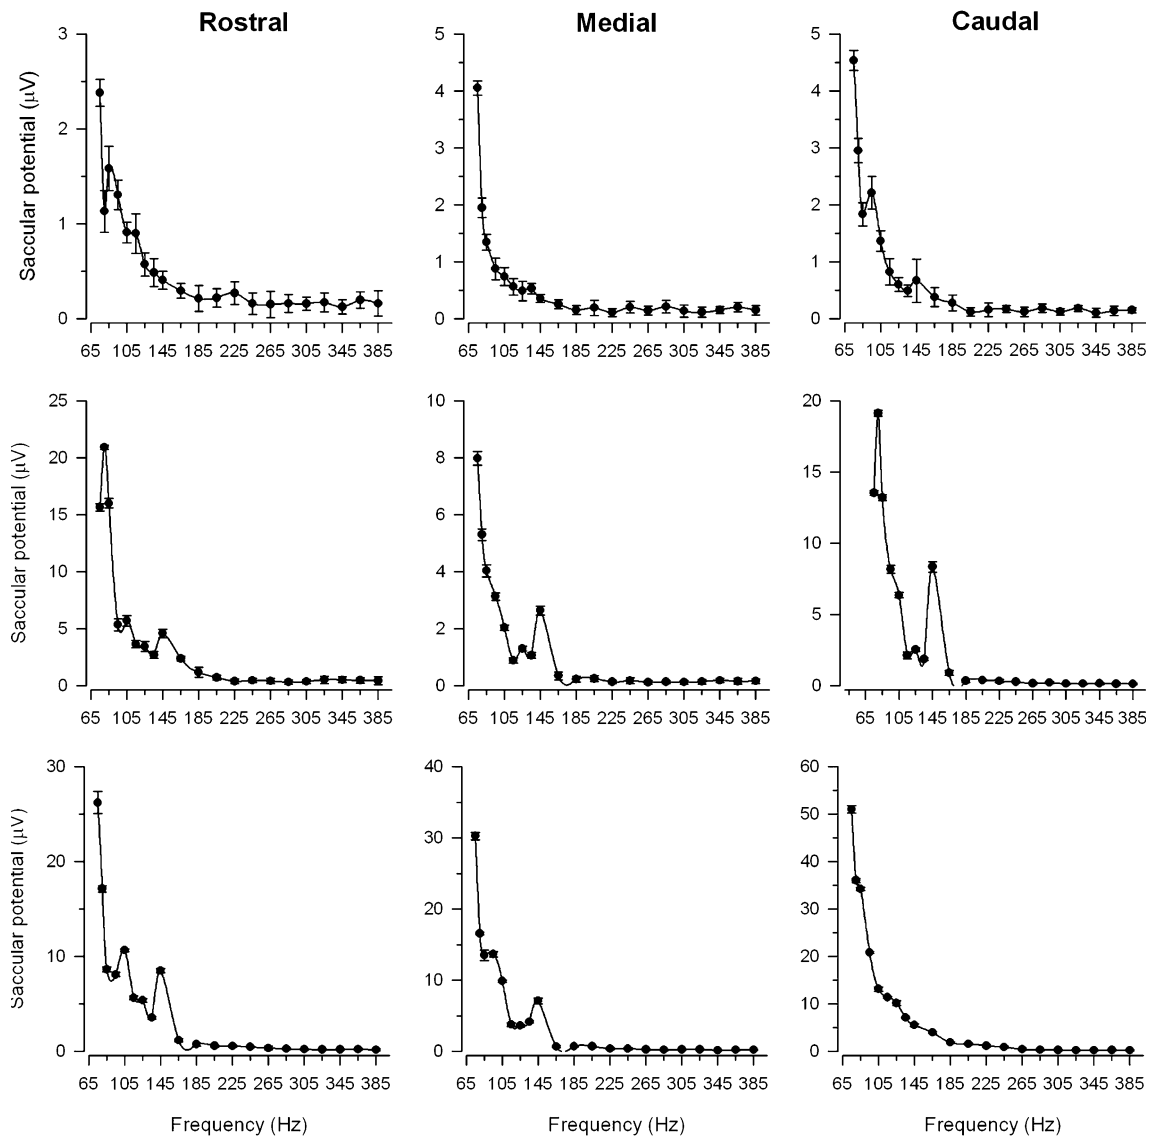 Rostral Medial Caudal
3 5 5
4 4
2 3 3
2 2
1 1 1
0 0 0
Saccular potential (µV)
65 105 145 185 225 265 305 345 385 65 105 145 185 225 265 305 345 385 65 105 145 185 225 265 305 345 385
25 10 20
20 8 15
15 6 10
10 4
5 2 5
0 0 0
Saccular potential (µV)
65 105 145 185 225 265 305 345 385 65 105 145 185 225 265 305 345 385 65 105 145 185 225 265 305 345 385
30 40 60
50
20 30 40
20 30
10 20
10 10
0 0 0
Saccular potential (µV)
65 105 145 185 225 265 305 345 385 65 105 145 185 225 265 305 345 385 65 105 145 185 225 265 305 345 385
Frequency (Hz) Frequency (Hz) Frequency (Hz)